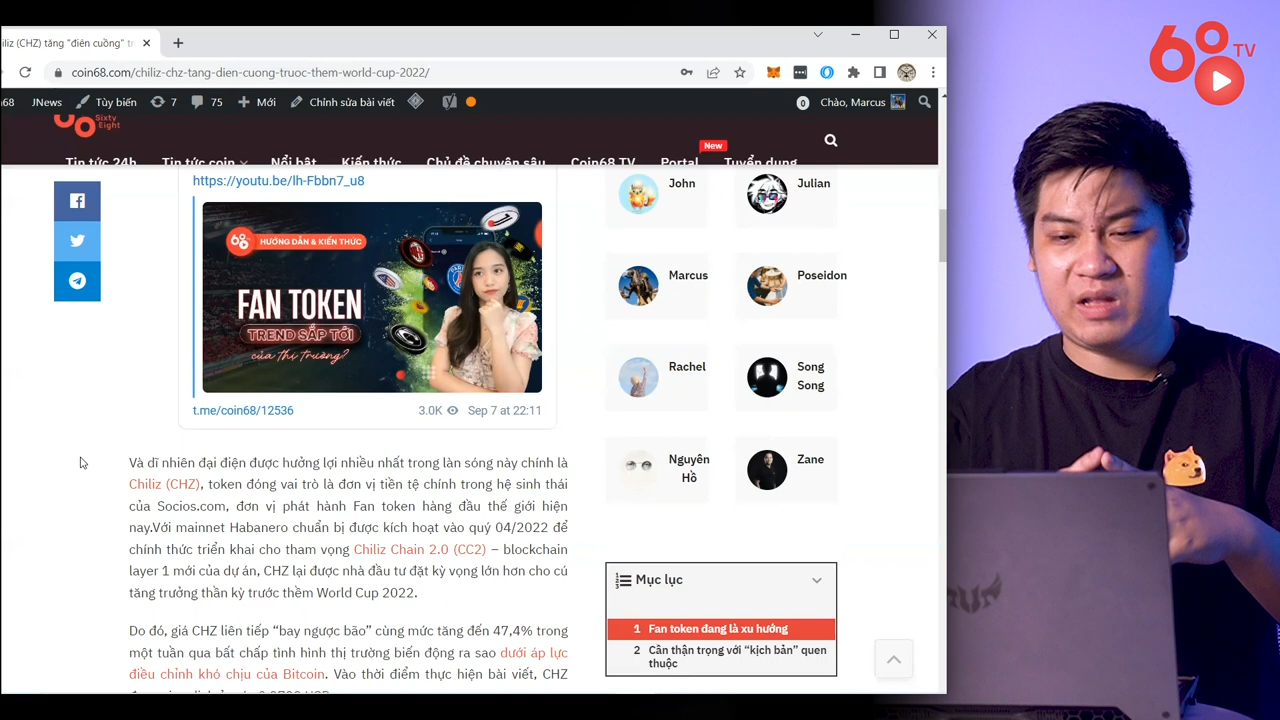 68 TV
iliz (CHZ) tăng "điên cuồng" tr
coin68.com/chiliz-chz-tang-dien-cuong-truoc-them-world-cup-2022/
n68 JNews Tùy biến 7 75 Mới Chỉnh sửa bài viết 0 Chào, Marcus
Sixty Eight
Tin tức 24h Tin tức coin Nổi bật Kiến thức Chủ đề chuyên sâu Coin68 TV Portal New Tuyển dụng
https://youtu.be/lh-Fbbn7_u8
68 HƯỚNG DẪN & KIẾN THỨC
FAN TOKEN
TREND SẮP TỚI
của thị trường?
t.me/coin68/12536 3.0K Sep 7 at 22:11
Và dĩ nhiên đại điện được hưởng lợi nhiều nhất trong làn sóng này chính là
Chiliz (CHZ), token đóng vai trò là đơn vị tiền tệ chính trong hệ sinh thái
của Socios.com, đơn vị phát hành Fan token hàng đầu thế giới hiện
nay.Với mainnet Habanero chuẩn bị được kích hoạt vào quý 04/2022 để
chính thức triển khai cho tham vọng Chiliz Chain 2.0 (CC2) – blockchain
layer 1 mới của dự án, CHZ lại được nhà đầu tư đặt kỳ vọng lớn hơn cho cú
tăng trưởng thần kỳ trước thềm World Cup 2022.
Do đó, giá CHZ liên tiếp “bay ngược bão” cùng mức tăng đến 47,4% trong
một tuần qua bất chấp tình hình thị trường biến động ra sao dưới áp lực
điều chỉnh khó chịu của Bitcoin. Vào thời điểm thực hiện bài viết, CHZ
John
Julian
Marcus
Poseidon
Rachel
Song
Song
Nguyên
Hồ
Zane
Mục lục
1 Fan token đang là xu hướng
2 Cẩn thận trọng với “kịch bản” quen
thuộc